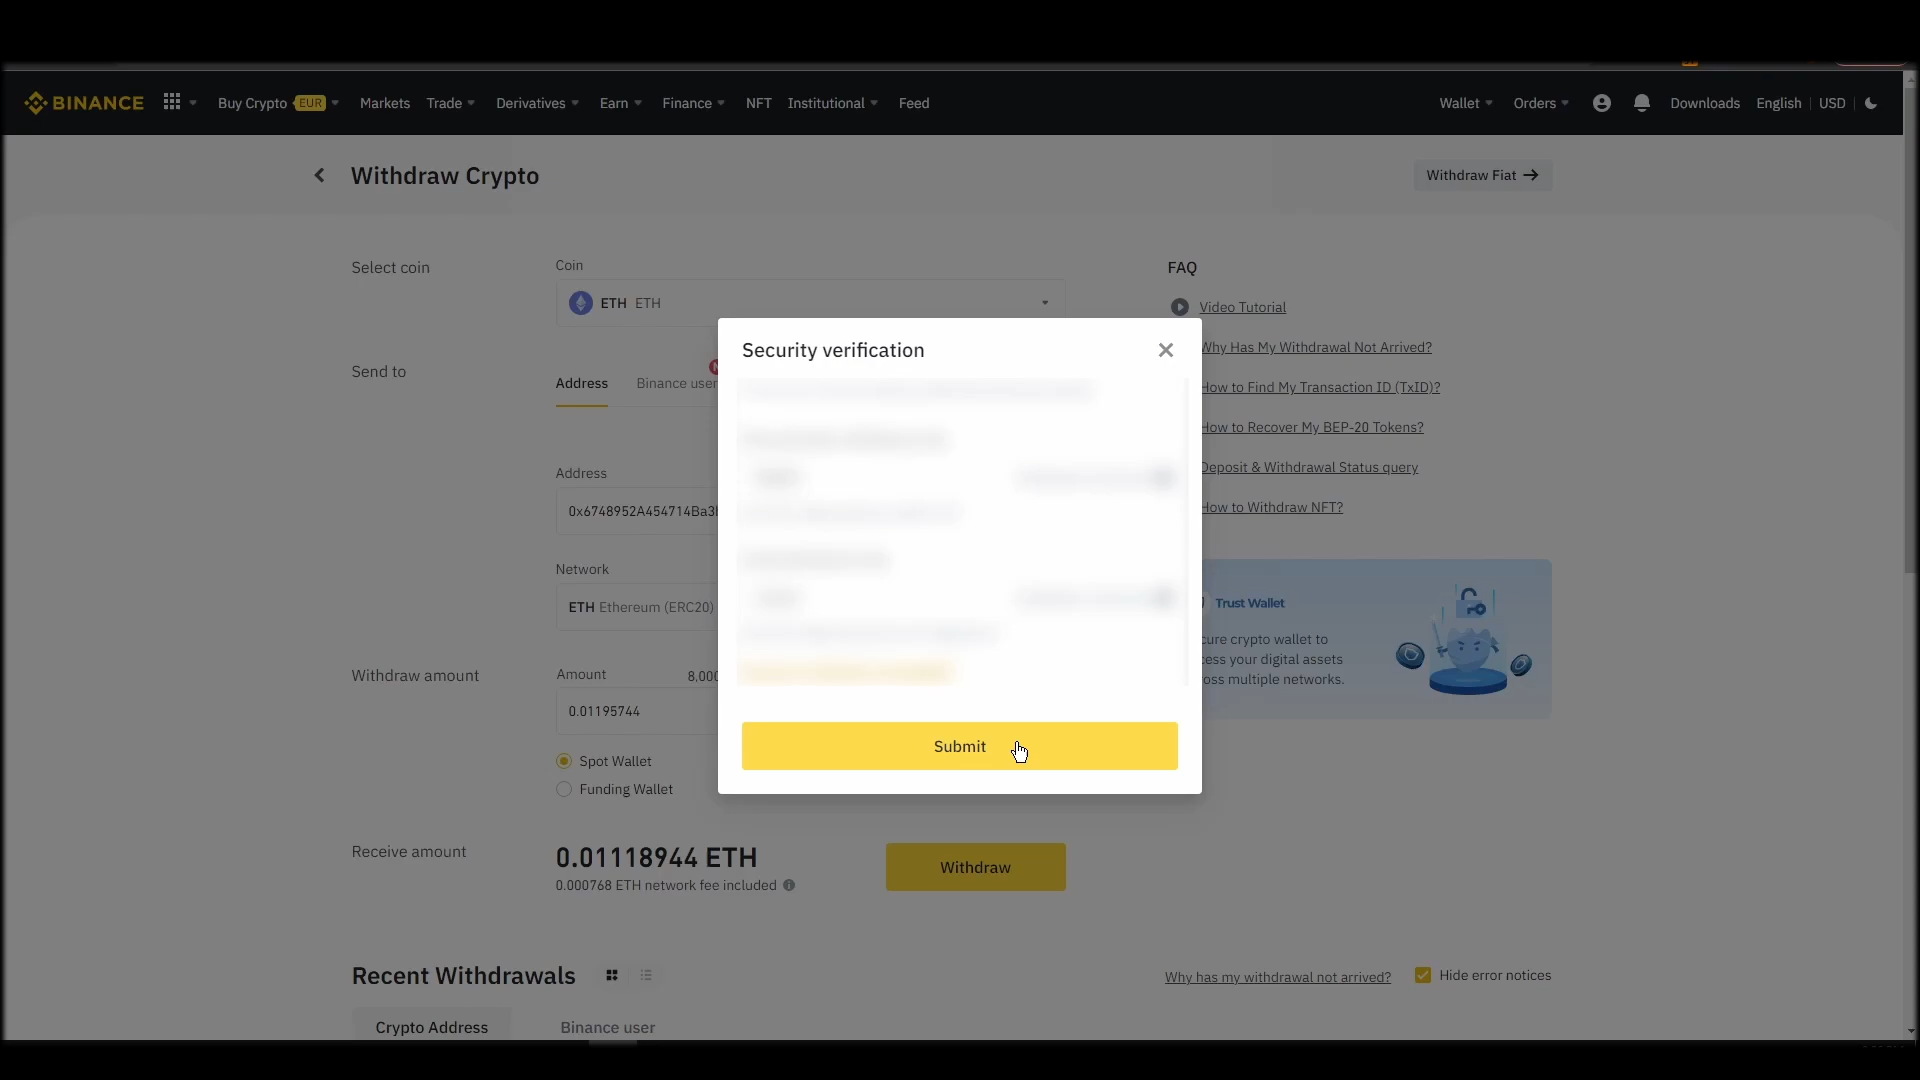 BINANCE
Buy Crypto EUR Markets Trade Derivatives Earn Finance NFT Institutional Feed Wallet Orders Downloads English USD
Withdraw Crypto
Withdraw Fiat →
Select coin
Coin
ETH ETH
FAQ
Video Tutorial
Security verification
Why Has My Withdrawal Not Arrived?
Send to
Address Binance user
How to Find My Transaction ID (TxID)?
How to Recover My BEP-20 Tokens?
Address
Deposit & Withdrawal Status query
0x6748952A454714Ba3
How to Withdraw NFT?
Network
ETH Ethereum (ERC20)
Trust Wallet
cure crypto wallet to
cess your digital assets
oss multiple networks.
Withdraw amount
Amount 8,000
0.01195744
Submit
Spot Wallet
Funding Wallet
Receive amount
0.01118944 ETH
0.000768 ETH network fee included
Withdraw
Recent Withdrawals
Why has my withdrawal not arrived?
Hide error notices
Crypto Address Binance user